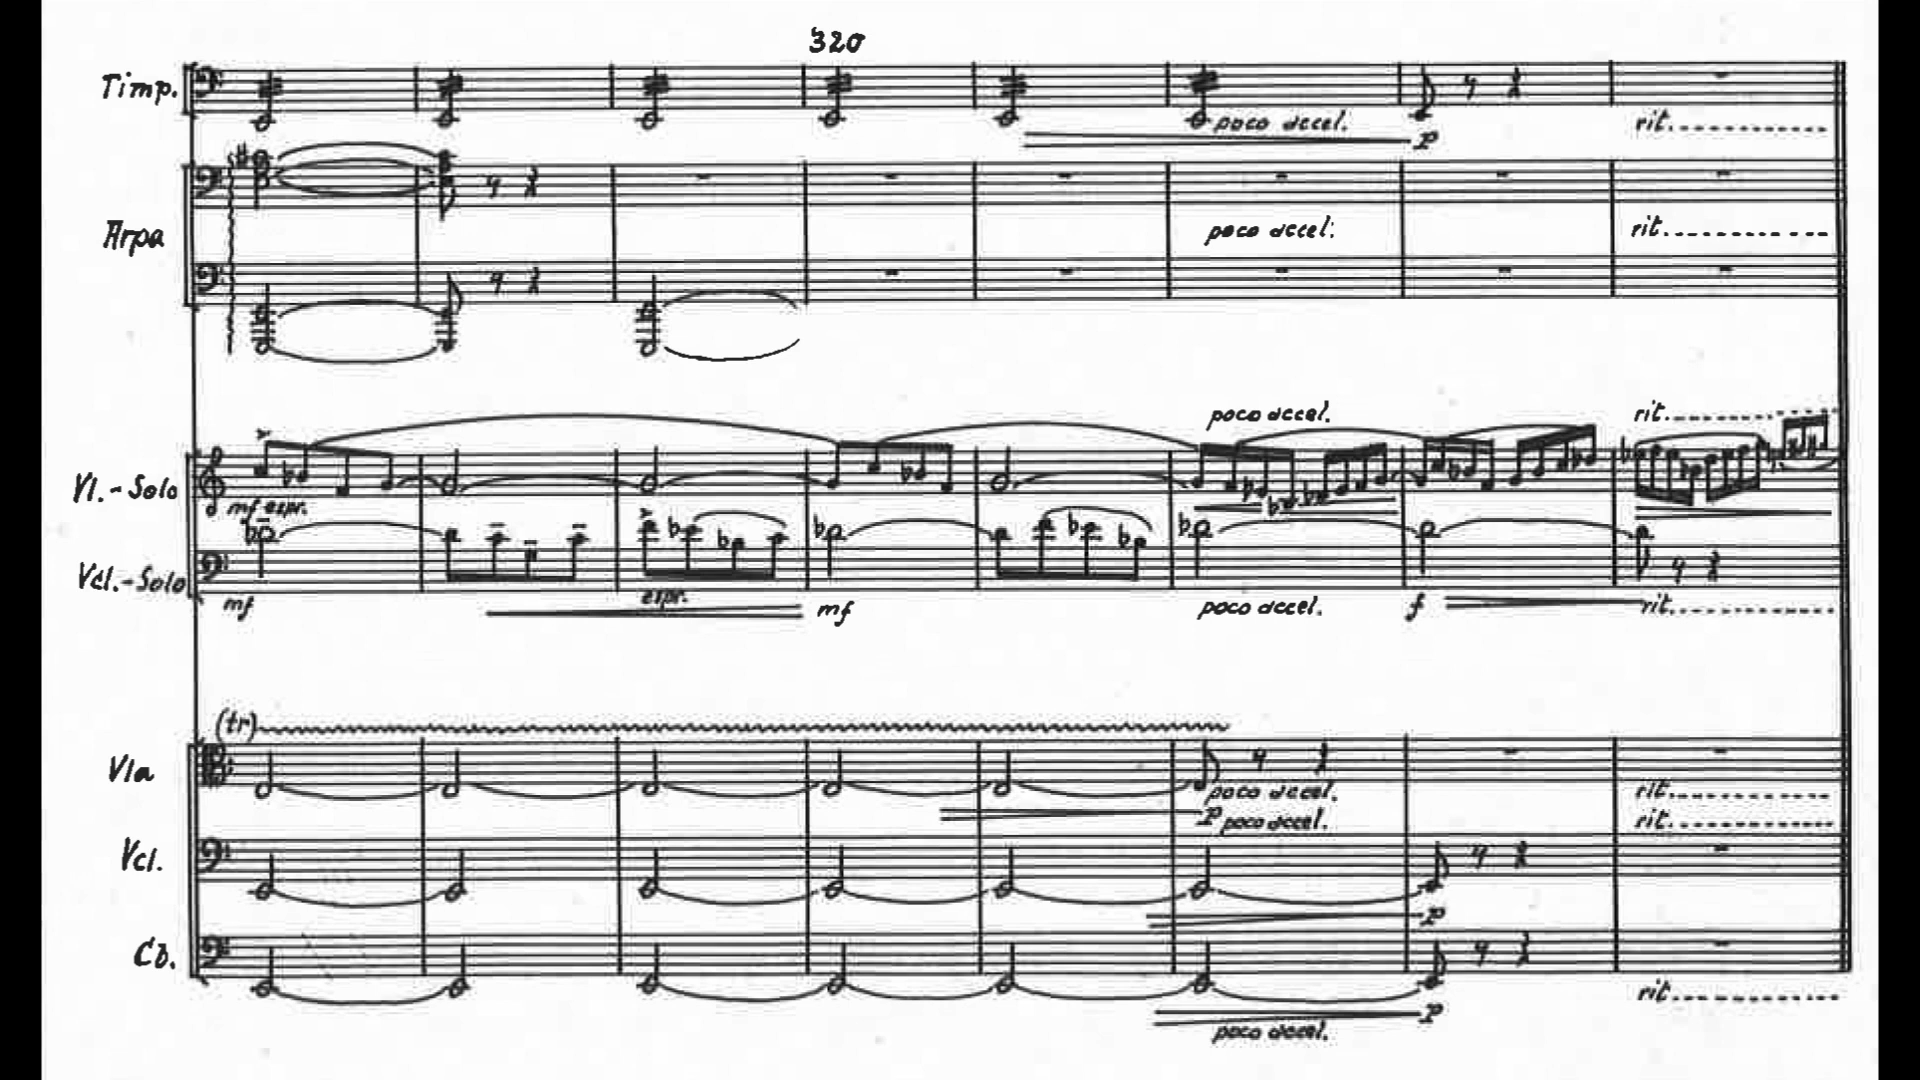 320
Timp.
poco accel. rit.
p
Arpa
poco accel. rit.
poco accel. rit.
Vl.-Solo
mf espr.
Vcl.-Solo
mf espr. mf poco accel. f rit.
(tr)
Vla
poco accel. rit.
p poco accel. rit.
Vcl.
p
Cb.
rit.
p
poco accel.